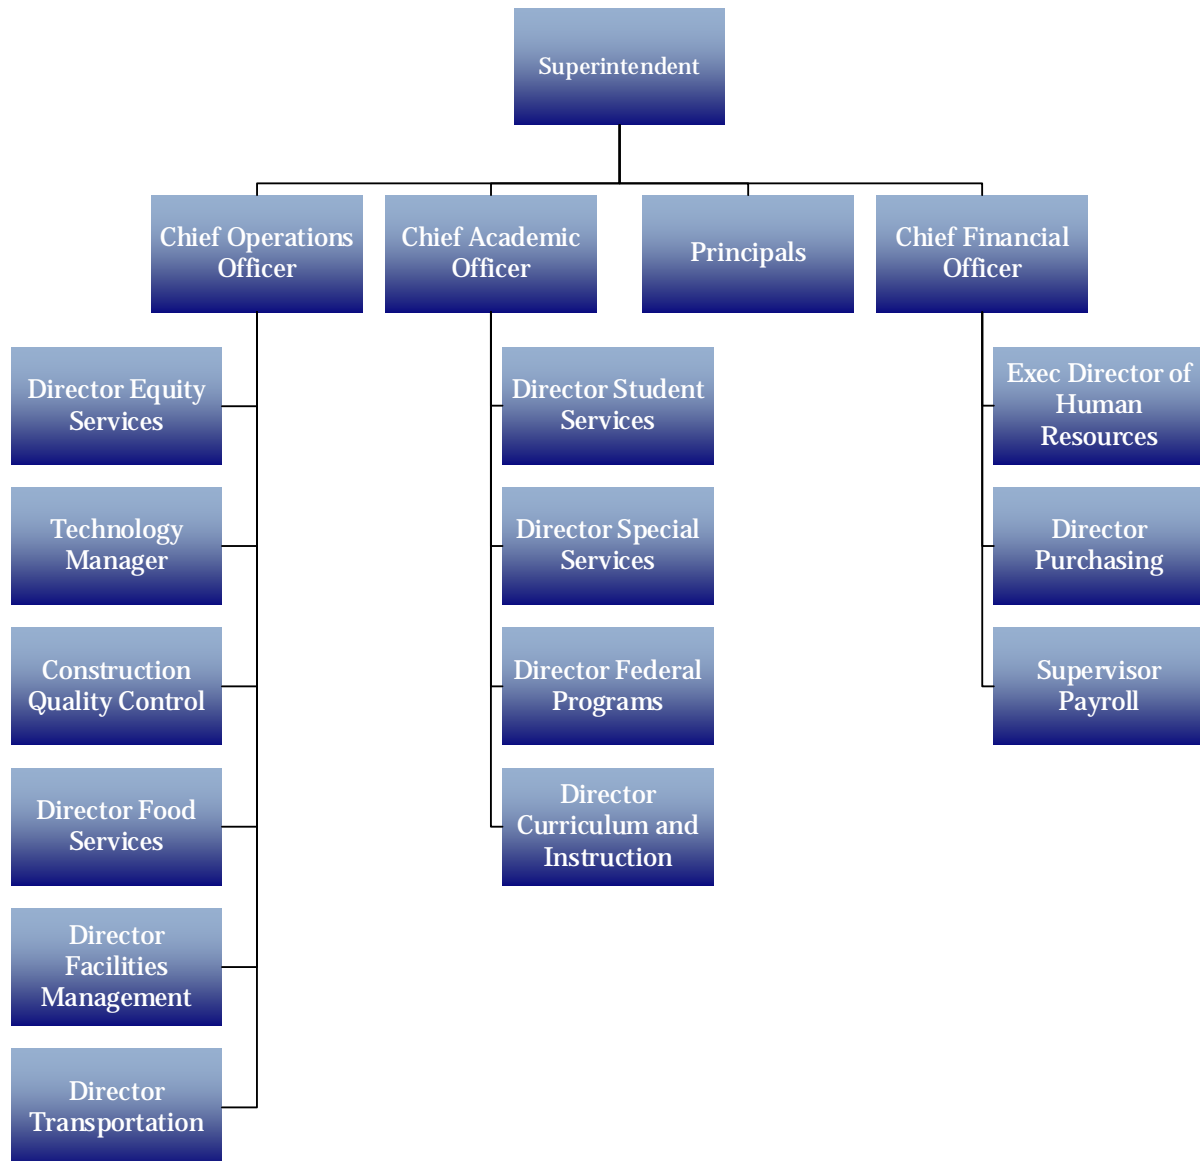 Superintendent
Chief Operations
Officer
Chief Academic
Officer
Principals
Chief Financial
Officer
Director Equity
Services
Technology
Manager
Construction
Quality Control
Director Food
Services
Director
Facilities
Management
Director
Transportation
Director Student
Services
Director Special
Services
Director Federal
Programs
Director
Curriculum and
Instruction
Exec Director of
Human
Resources
Director
Purchasing
Supervisor
Payroll